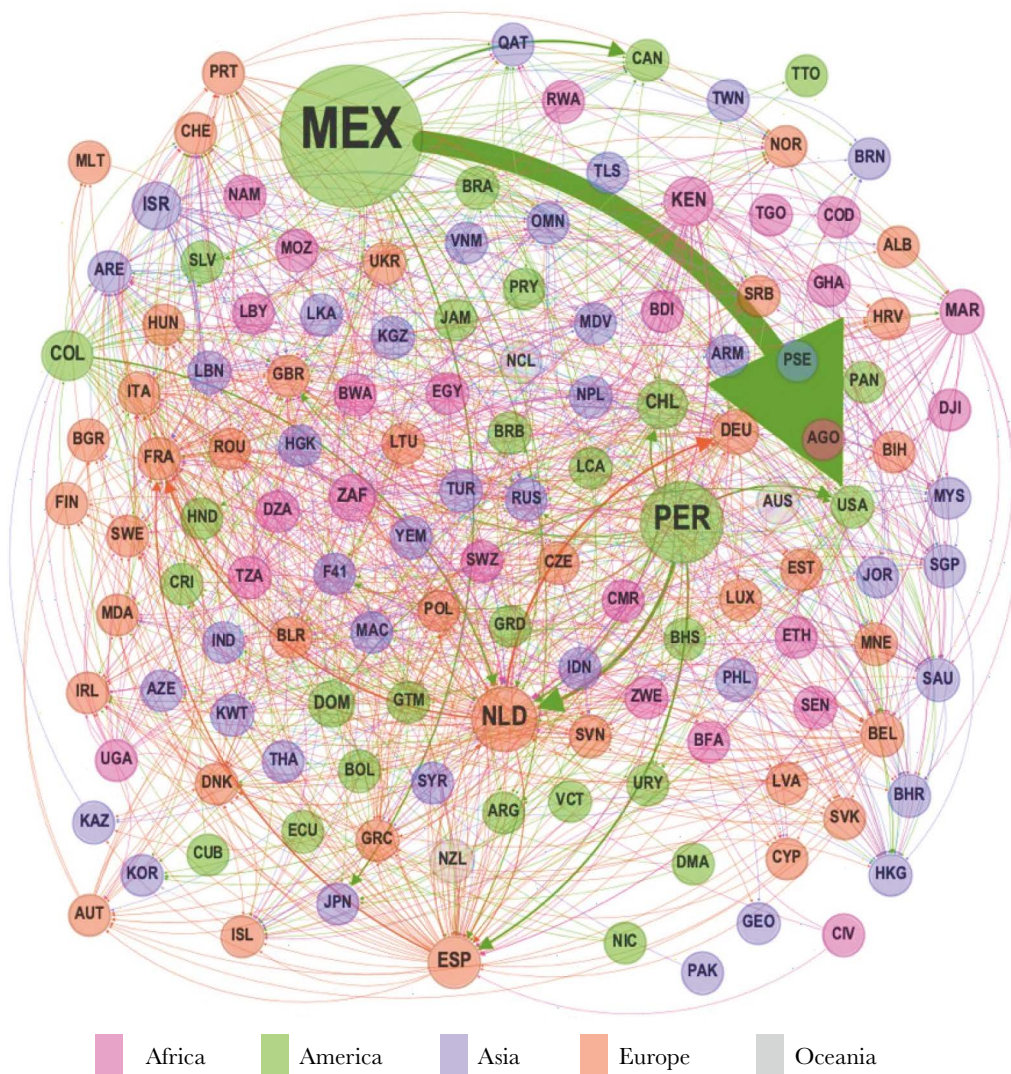 QAT
CAN
TTO
PRT
TWN
RWA
MEX
CHE
NOR
BRN
MLT
TLS
ISR
NAM
BRA
KEN
TGO
COD
OMN
VNM
MOZ
ALB
ARE
SLV
UKR
PRY
SRB
GHA
LBY
LKA
JAM
BDI
MAR
HUN
KGZ
MDV
HRV
COL
NCL
ARM
PSE
LBN
GBR
PAN
ITA
BWA
EGY
NPL
CHL
DJI
BGR
ROU
HGK
LTU
BRB
DEU
AGO
BIH
FRA
LCA
FIN
DZA
ZAF
TUR
RUS
AUS
USA
MYS
HND
PER
SWE
YEM
SWZ
CZE
SGP
CRI
TZA
F41
EST
JOR
MDA
POL
CMR
LUX
IND
BLR
MAC
GRD
BHS
ETH
MNE
IRL
AZE
IDN
PHL
SAU
KWT
DOM
GTM
NLD
ZWE
SEN
UGA
SVN
BFA
BEL
THA
BOL
DNK
SYR
URY
LVA
BHR
KAZ
ECU
ARG
VCT
SVK
CUB
GRC
NZL
DMA
CYP
KOR
HKG
JPN
AUT
ISL
GEO
CIV
NIC
ESP
PAK
Africa
America
Asia
Europe
Oceania